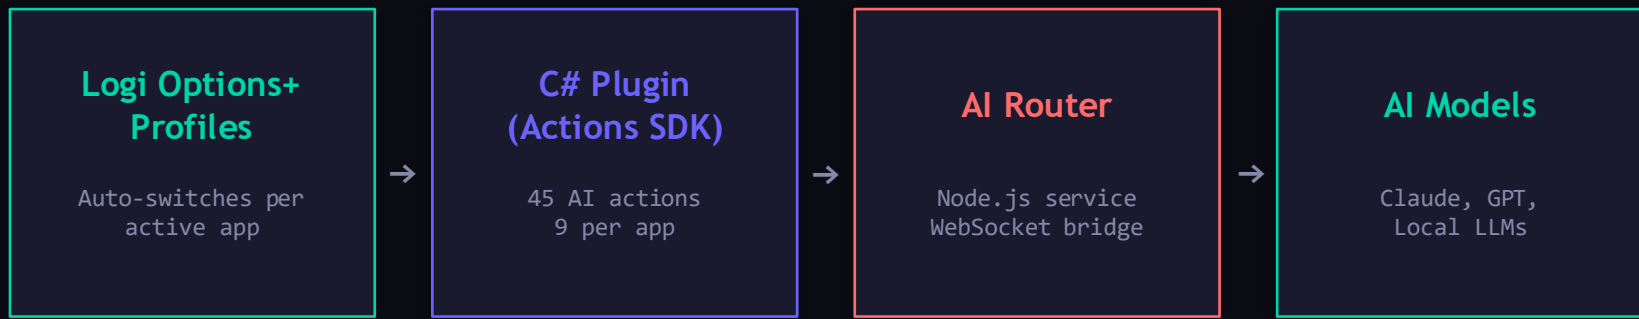 Logi Options+
Profiles
Auto-switches per
active app
→
C# Plugin
(Actions SDK)
45 AI actions
9 per app
→
AI Router
Node.js service
WebSocket bridge
→
AI Models
Claude, GPT,
Local LLMs